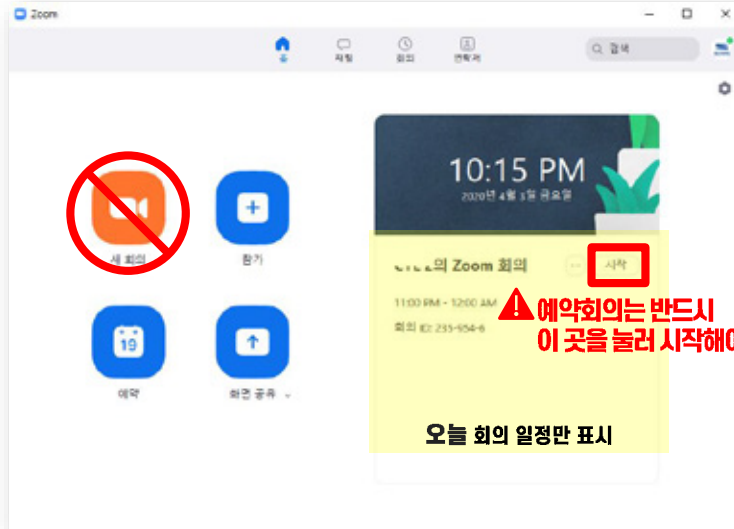 Zoom
홈
채팅
회의
연락처
검색
10:15 PM
2020년 4월 3일 금요일
새 회의
참가
의 Zoom 회의
시작
11:00 PM - 12:00 AM
회의 ID: 235-954-6
예약회의는 반드시
이 곳을 눌러 시작해야
19
예약
화면 공유
오늘 회의 일정만 표시